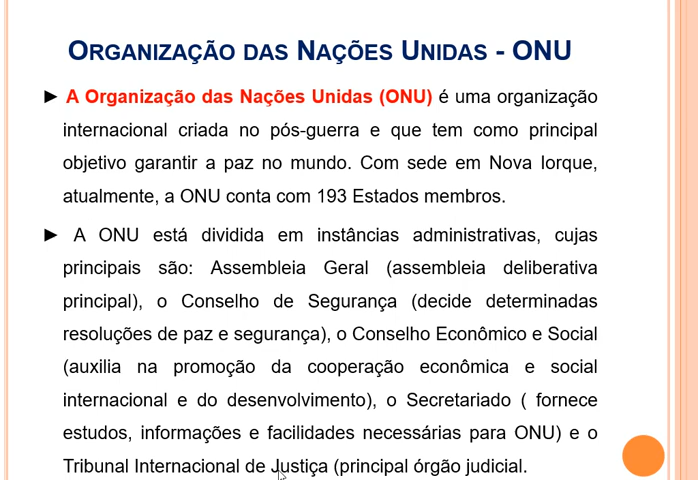 ORGANIZAÇÃO DAS NAÇÕES UNIDAS - ONU
► A Organização das Nações Unidas (ONU) é uma organização
internacional criada no pós-guerra e que tem como principal
objetivo garantir a paz no mundo. Com sede em Nova Iorque,
atualmente, a ONU conta com 193 Estados membros.
► A ONU está dividida em instâncias administrativas, cujas
principais são: Assembleia Geral (assembleia deliberativa
principal), o Conselho de Segurança (decide determinadas
resoluções de paz e segurança), o Conselho Econômico e Social
(auxilia na promoção da cooperação econômica e social
internacional e do desenvolvimento), o Secretariado ( fornece
estudos, informações e facilidades necessárias para ONU) e o
Tribunal Internacional de Justiça (principal órgão judicial.